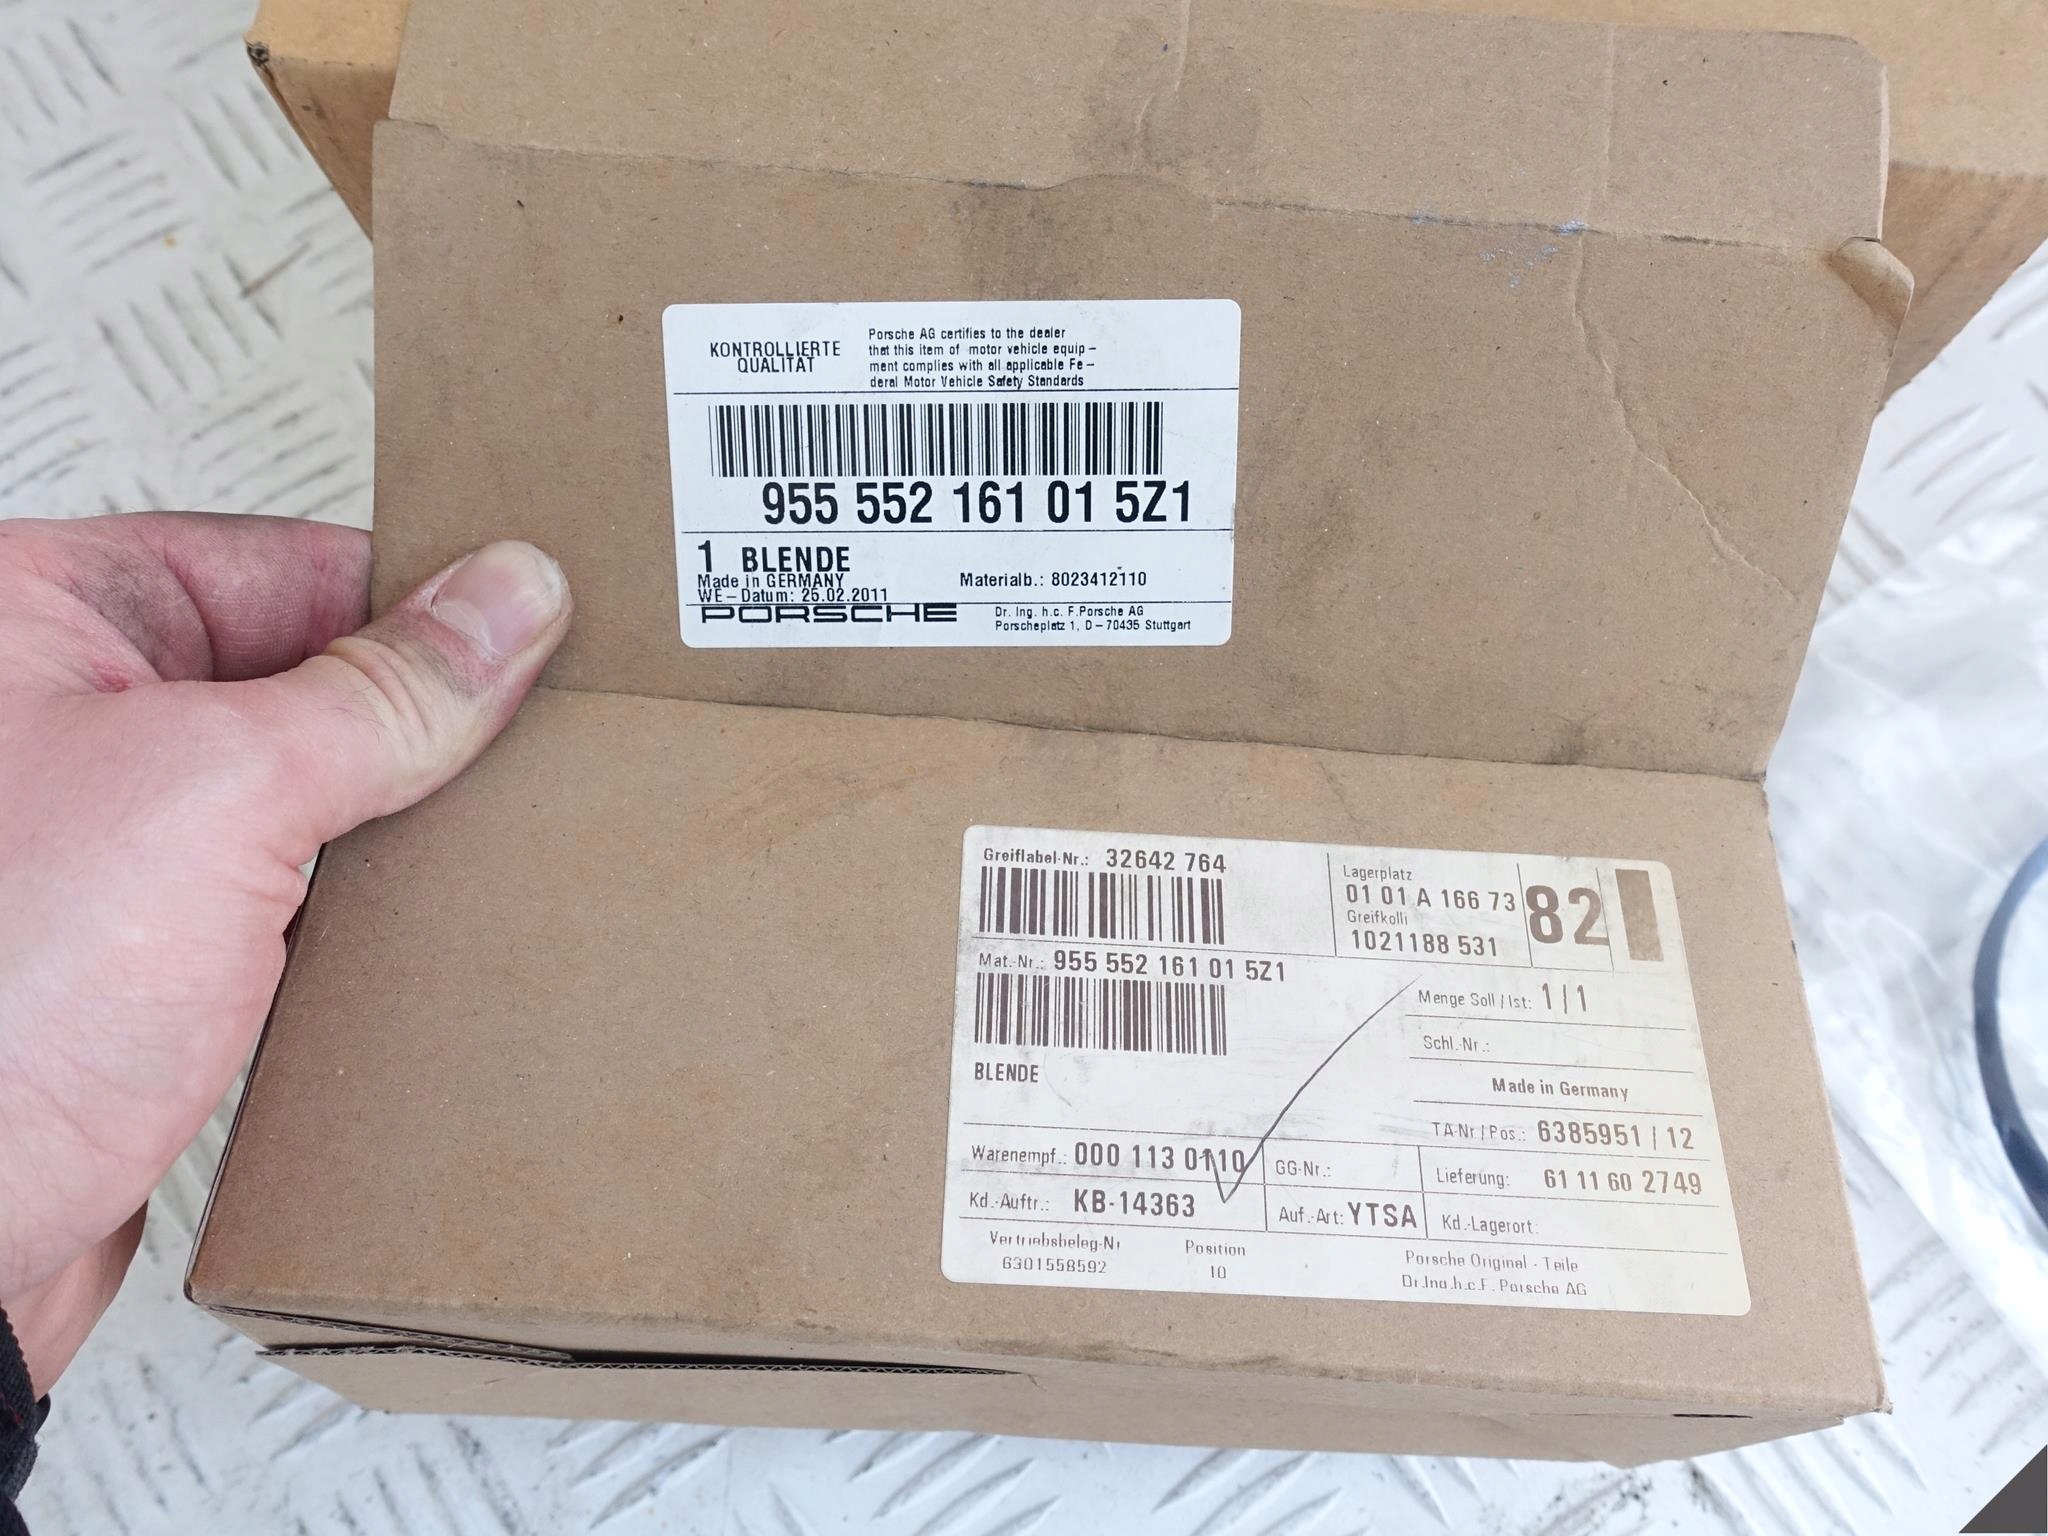 KONTROLLIERTE
QUALITAT
Porsche AG certifies to the dealer
that this item of motor vehicle equip –
ment complies with all applicable Fe –
deral Motor Vehicle Safety Standards
955 552 161 01 5Z1
1 BLENDE
Made in GERMANY
WE – Datum: 25.02.2011
Materialb.: 8023412110
PORSCHE
Dr. Ing. h.c. F.Porsche AG
Porscheplatz 1, D – 70435 Stuttgart
Greiflabel-Nr.: 32642 764
Lagerplatz
01 01 A 166 73
Greifkolli
1021188 531
82
Mat.-Nr.: 955 552 161 01 5Z1
Menge Soll / Ist: 1 / 1
Schl.-Nr.:
BLENDE
Made in Germany
TA-Nr / Pos.: 6385951 / 12
Warenempf.: 000 113 0110
GG-Nr.:
Lieferung: 61 11 60 2749
Kd.-Auftr.: KB-14363
Auf.-Art: YTSA
Kd.-Lagerort:
Vertriebsbeleg-Nr
6301558592
Position
10
Porsche Original - Teile
Dr.Ing.h.c.F. Porsche AG